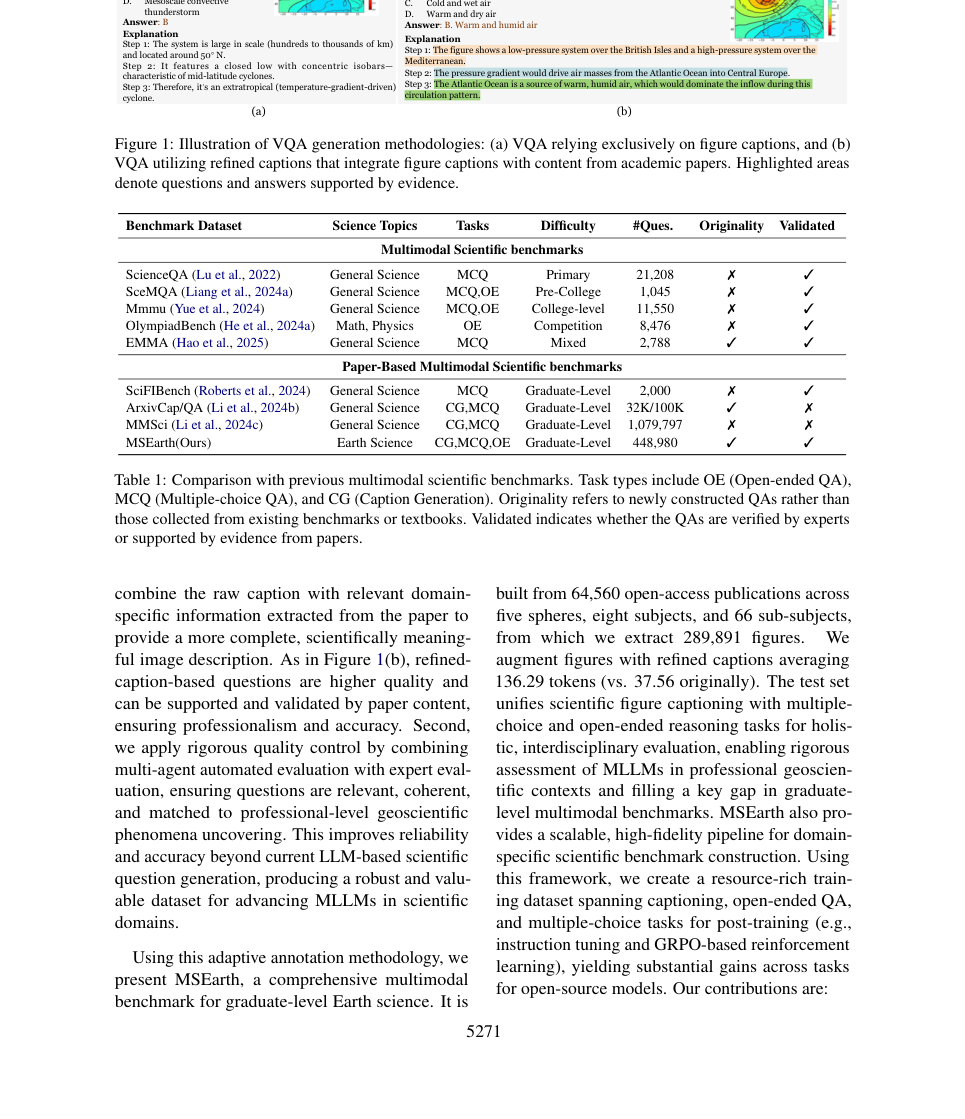 D. Mesoscale convective
thunderstorm
Answer: B
Explanation
Step 1: The system is large in scale (hundreds to thousands of km)
and located around 50° N.
Step 2: It features a closed low with concentric isobars—
characteristic of mid-latitude cyclones.
Step 3: Therefore, it's an extratropical (temperature-gradient-driven)
cyclone.
(a)
C. Cold and wet air
D. Warm and dry air
Answer: B. Warm and humid air
Explanation
Step 1: The figure shows a low-pressure system over the British Isles and a high-pressure system over the
Mediterranean.
Step 2: The pressure gradient would drive air masses from the Atlantic Ocean into Central Europe.
Step 3: The Atlantic Ocean is a source of warm, humid air, which would dominate the inflow during this
circulation pattern.
(b)
Figure 1: Illustration of VQA generation methodologies: (a) VQA relying exclusively on figure captions, and (b)
VQA utilizing refined captions that integrate figure captions with content from academic papers. Highlighted areas
denote questions and answers supported by evidence.
Benchmark Dataset Science Topics Tasks Difficulty #Ques. Originality Validated
Multimodal Scientific benchmarks
ScienceQA (Lu et al., 2022) General Science MCQ Primary 21,208 ✗ ✓
SceMQA (Liang et al., 2024a) General Science MCQ,OE Pre-College 1,045 ✗ ✓
Mmmu (Yue et al., 2024) General Science MCQ,OE College-level 11,550 ✗ ✓
OlympiadBench (He et al., 2024a) Math, Physics OE Competition 8,476 ✗ ✓
EMMA (Hao et al., 2025) General Science MCQ Mixed 2,788 ✓ ✓
Paper-Based Multimodal Scientific benchmarks
SciFIBench (Roberts et al., 2024) General Science MCQ Graduate-Level 2,000 ✗ ✓
ArxivCap/QA (Li et al., 2024b) General Science CG,MCQ Graduate-Level 32K/100K ✓ ✗
MMSci (Li et al., 2024c) General Science CG,MCQ Graduate-Level 1,079,797 ✗ ✗
MSEarth(Ours) Earth Science CG,MCQ,OE Graduate-Level 448,980 ✓ ✓
Table 1: Comparison with previous multimodal scientific benchmarks. Task types include OE (Open-ended QA),
MCQ (Multiple-choice QA), and CG (Caption Generation). Originality refers to newly constructed QAs rather than
those collected from existing benchmarks or textbooks. Validated indicates whether the QAs are verified by experts
or supported by evidence from papers.
combine the raw caption with relevant domain-
specific information extracted from the paper to
provide a more complete, scientifically meaning-
ful image description. As in Figure 1(b), refined-
caption-based questions are higher quality and
can be supported and validated by paper content,
ensuring professionalism and accuracy. Second,
we apply rigorous quality control by combining
multi-agent automated evaluation with expert eval-
uation, ensuring questions are relevant, coherent,
and matched to professional-level geoscientific
phenomena uncovering. This improves reliability
and accuracy beyond current LLM-based scientific
question generation, producing a robust and valu-
able dataset for advancing MLLMs in scientific
domains.
Using this adaptive annotation methodology, we
present MSEarth, a comprehensive multimodal
benchmark for graduate-level Earth science. It is
built from 64,560 open-access publications across
five spheres, eight subjects, and 66 sub-subjects,
from which we extract 289,891 figures. We
augment figures with refined captions averaging
136.29 tokens (vs. 37.56 originally). The test set
unifies scientific figure captioning with multiple-
choice and open-ended reasoning tasks for holis-
tic, interdisciplinary evaluation, enabling rigorous
assessment of MLLMs in professional geoscien-
tific contexts and filling a key gap in graduate-
level multimodal benchmarks. MSEarth also pro-
vides a scalable, high-fidelity pipeline for domain-
specific scientific benchmark construction. Using
this framework, we create a resource-rich train-
ing dataset spanning captioning, open-ended QA,
and multiple-choice tasks for post-training (e.g.,
instruction tuning and GRPO-based reinforcement
learning), yielding substantial gains across tasks
for open-source models. Our contributions are:
5271